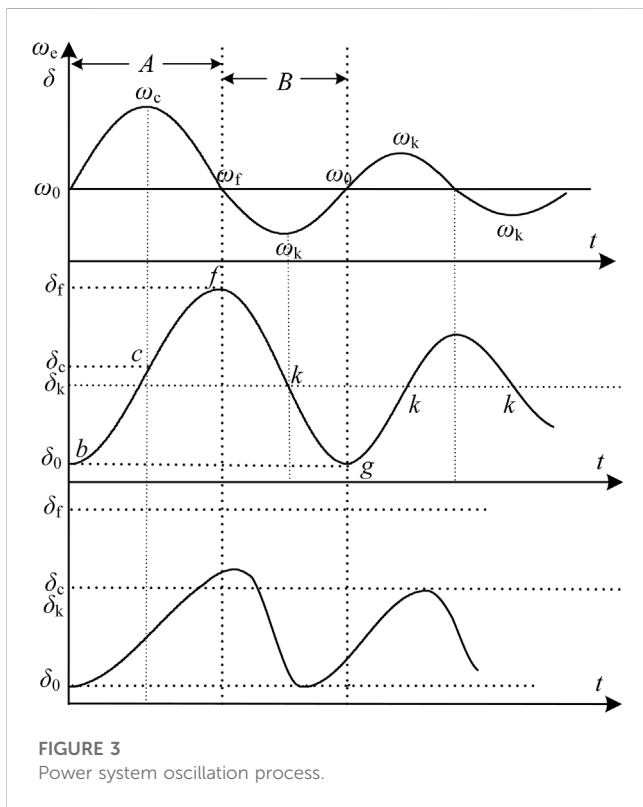 ωe
δ
A
B
ωc
ωk
ω0
ωf
ω0
ωk
ωk
t
δf
f
δc
c
δk
k
k
k
δ0
b
g
t
δf
δc
δk
δ0
t
FIGURE 3
Power system oscillation process.